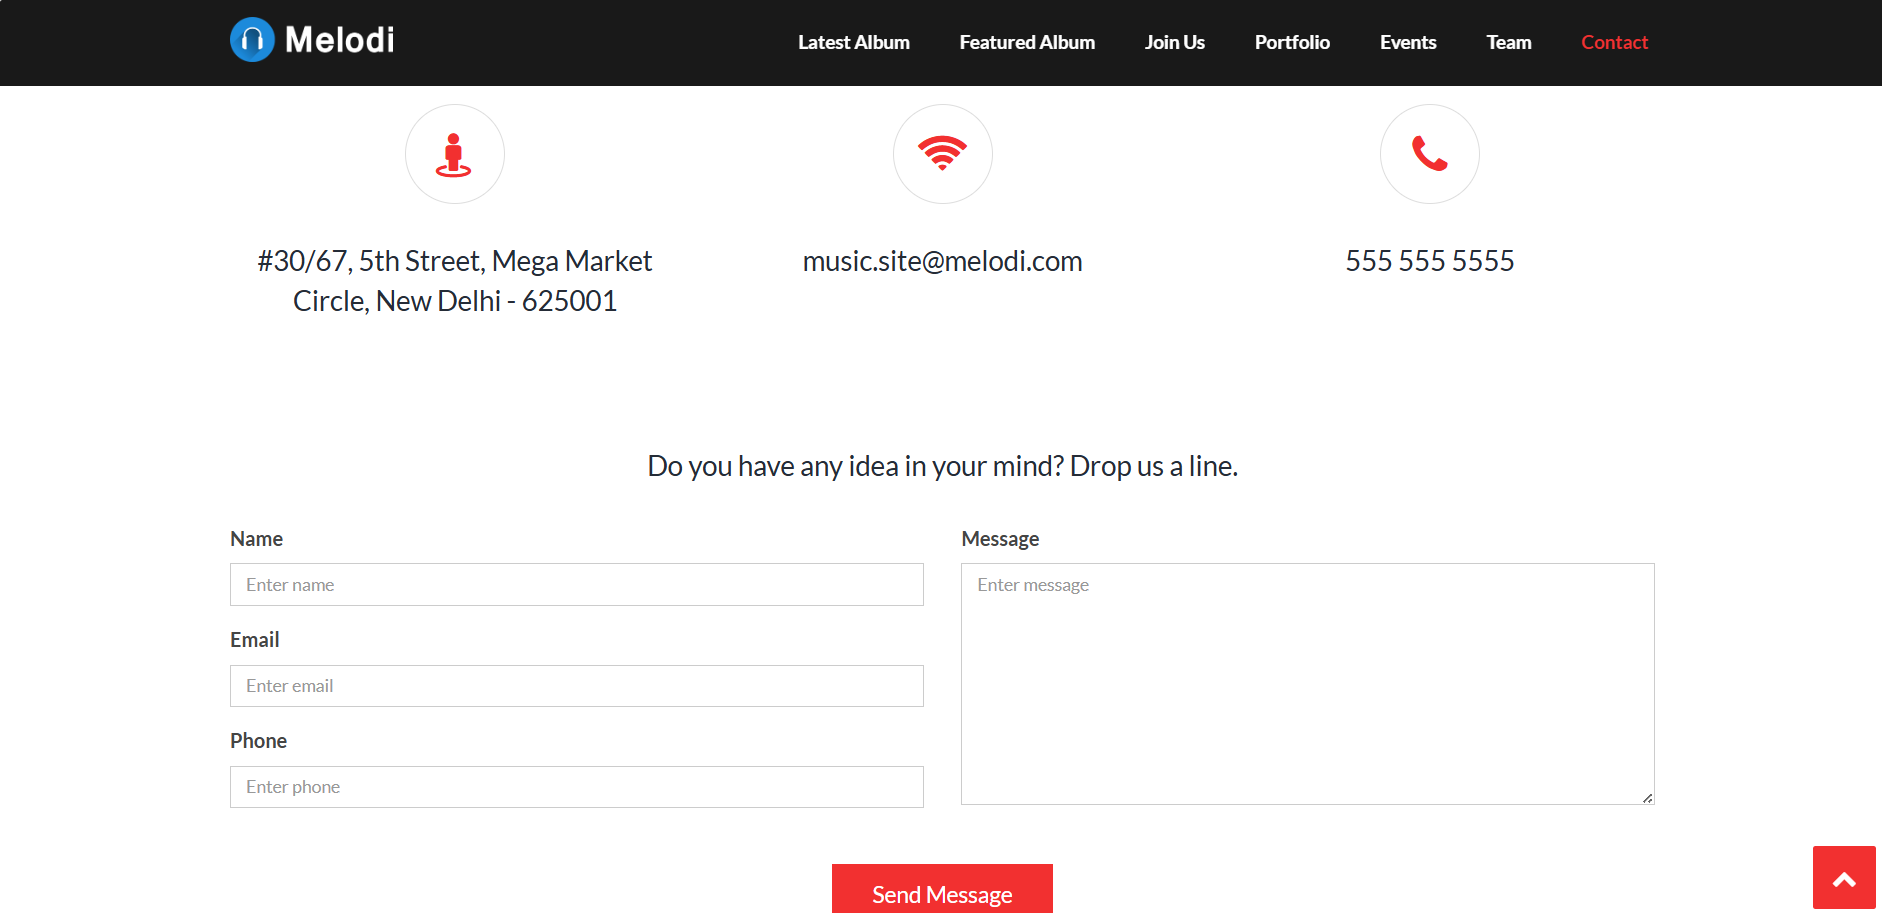 Melodi
Latest Album
Featured Album
Join Us
Portfolio
Events
Team
Contact
#30/67, 5th Street, Mega Market
Circle, New Delhi - 625001
music.site@melodi.com
555 555 5555
Do you have any idea in your mind? Drop us a line.
Name
Enter name
Email
Enter email
Phone
Enter phone
Message
Enter message
Send Message